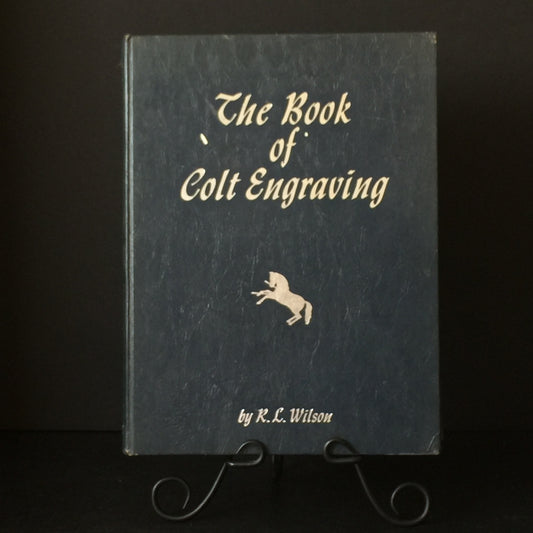 The Book
of
Colt Engraving
by R. L. Wilson